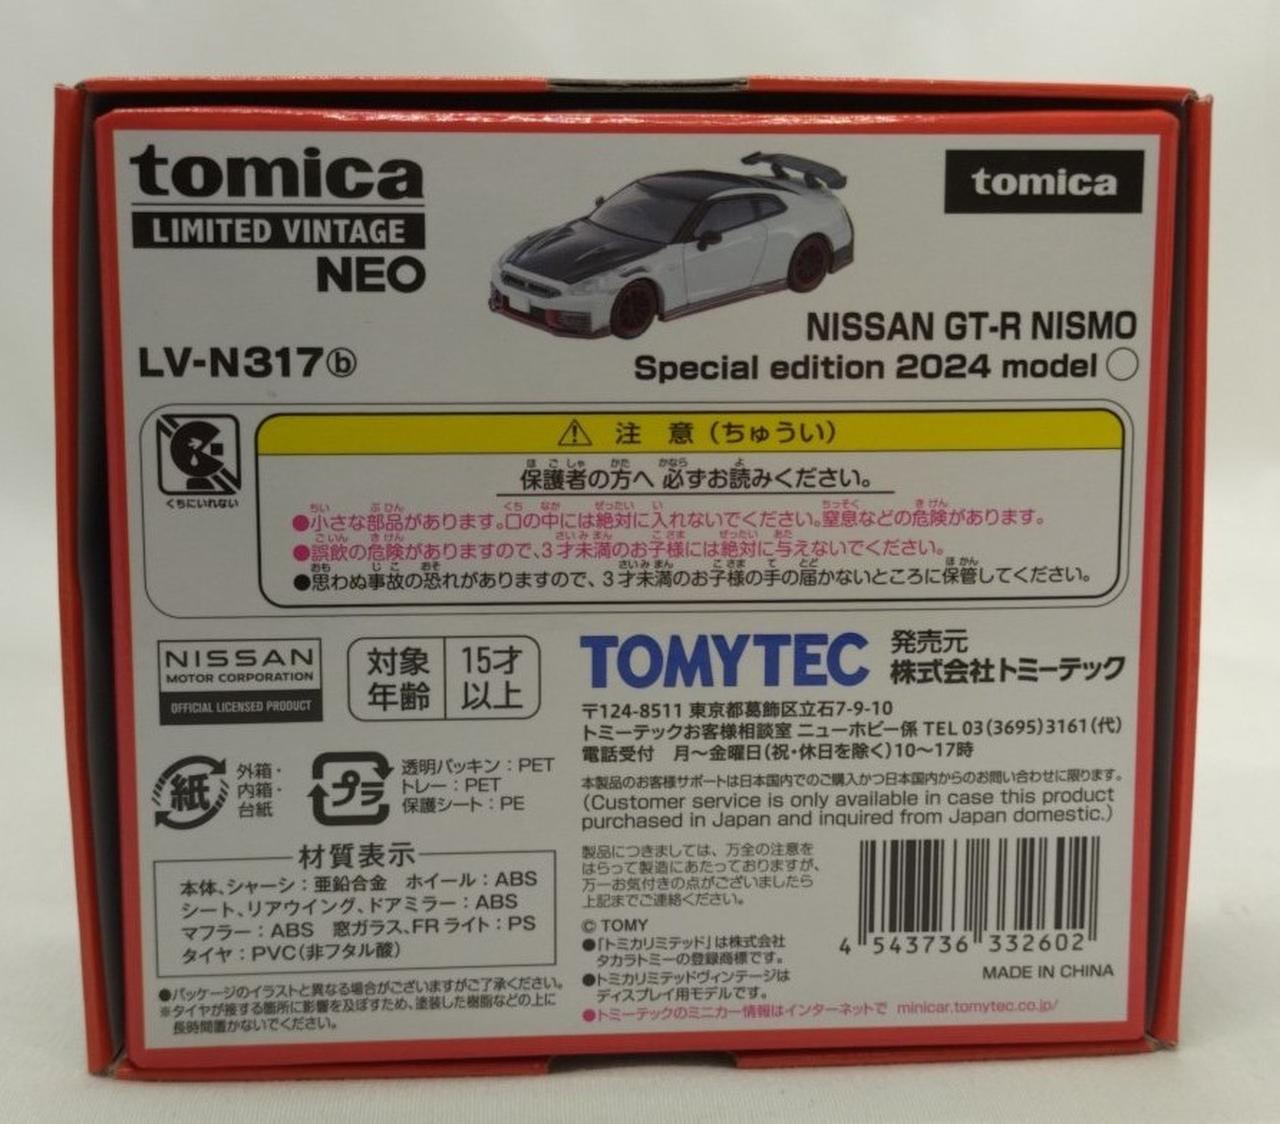 tomica
LIMITED VINTAGE
NEO
LV-N317ⓑ
tomica
NISSAN GT-R NISMO
Special edition 2024 model ○
くちにいれない
⚠ 注 意 (ちゅうい)
保護者の方へ 必ずお読みください。
●小さな部品があります。口の中には絶対に入れないでください。窒息などの危険があります。
●誤飲の危険がありますので、3才未満のお子様には絶対に与えないでください。
●思わぬ事故の恐れがありますので、3才未満のお子様の手の届かないところに保管してください。
NISSAN
MOTOR CORPORATION
OFFICIAL LICENSED PRODUCT
対象年齢 15才以上
紙
外箱・
内箱・
台紙
プラ
透明パッキン：PET
トレー：PET
保護シート：PE
材質表示
本体、シャーシ：亜鉛合金 ホイール：ABS
シート、リアウイング、ドアミラー：ABS
マフラー：ABS 窓ガラス、FRライト：PS
タイヤ：PVC(非フタル酸)
●パッケージのイラストと異なる場合がございますがご了承ください。
※タイヤが接する箇所に影響を及ぼすため、塗装した樹脂などの上に
長時間置かないでください。
TOMYTEC
発売元
株式会社トミーテック
〒124-8511 東京都葛飾区立石7-9-10
トミーテックお客様相談室 ニューホビー係 TEL 03(3695)3161(代)
電話受付 月〜金曜日(祝・休日を除く)10〜17時
本製品のお客様サポートは日本国内でのご購入かつ日本国内からのお問い合わせに限ります。
(Customer service is only available in case this product
purchased in Japan and inquired from Japan domestic.)
製品につきましては、万全の注意を
はらって製造にあたっておりますが、
万一お気付きの点がございましたら
上記までご連絡ください。
© TOMY
●「トミカリミテッド」は株式会社
タカラトミーの登録商標です。
●トミカリミテッドヴィンテージは
ディスプレイ用モデルです。
●トミーテックのミニカー情報はインターネットで minicar.tomytec.co.jp/
4 543736 332602
MADE IN CHINA